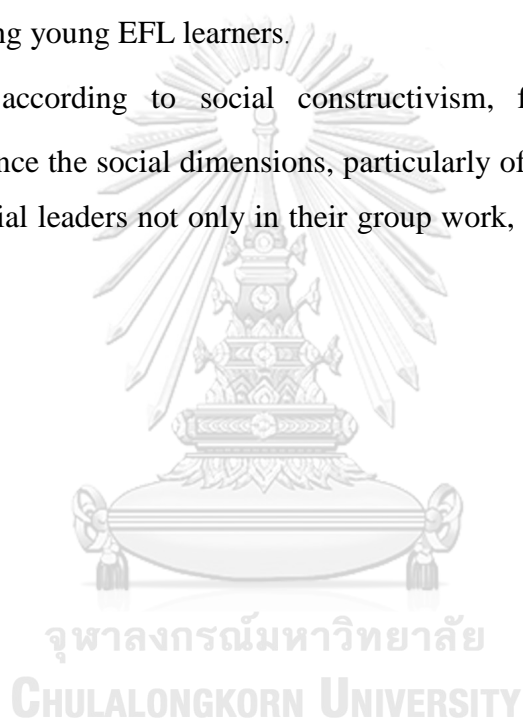 ng young EFL learners.
according to social constructivism, f
nce the social dimensions, particularly of
ial leaders not only in their group work,
จุฬาลงกรณ์มหาวิทยาลัย
CHULALONGKORN UNIVERSITY